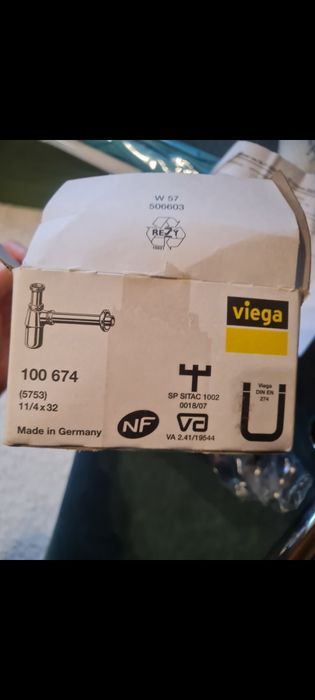 W 57
506603
REZY
viega
100 674
(5753)
11/4 x 32
Made in Germany
NF
SP SITAC 1002
0018/07
va
VA 2.41/19544
Viega
DIN EN
274